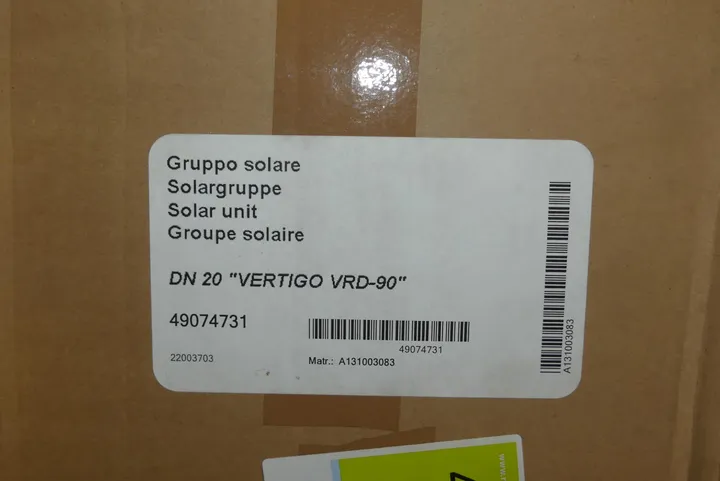 Gruppo solare
Solargruppe
Solar unit
Groupe solaire
DN 20 "VERTIGO VRD-90"
49074731
49074731
22003703
Matr.: A131003083
A131003083